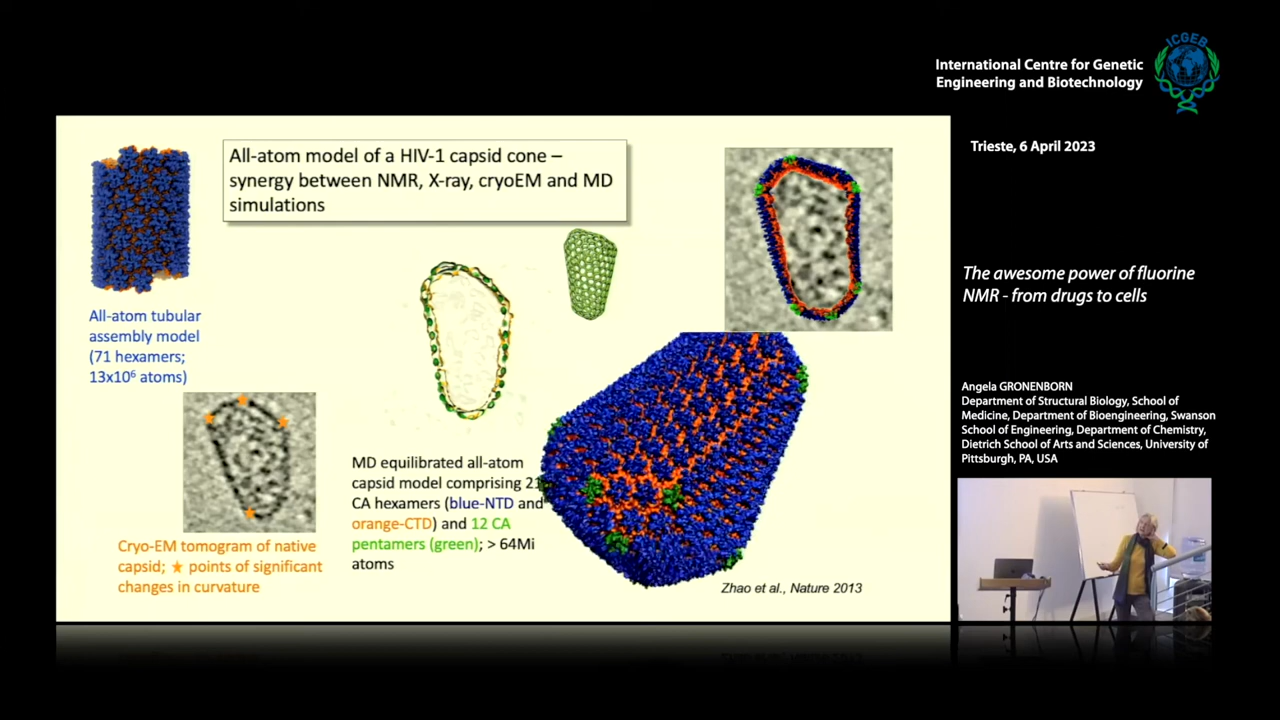 ICGEB
International Centre for Genetic
Engineering and Biotechnology
Trieste, 6 April 2023
The awesome power of fluorine
NMR - from drugs to cells
Angela GRONENBORN
Department of Structural Biology, School of
Medicine, Department of Bioengineering, Swanson
School of Engineering, Department of Chemistry,
Dietrich School of Arts and Sciences, University of
Pittsburgh, PA, USA
All-atom model of a HIV-1 capsid cone –
synergy between NMR, X-ray, cryoEM and MD
simulations
All-atom tubular
assembly model
(71 hexamers;
13x10⁶ atoms)
Cryo-EM tomogram of native
capsid; ★ points of significant
changes in curvature
MD equilibrated all-atom
capsid model comprising
CA hexamers (blue-NTD and
orange-CTD) and 12 CA
pentamers (green); > 64Mi
atoms
Zhao et al., Nature 2013